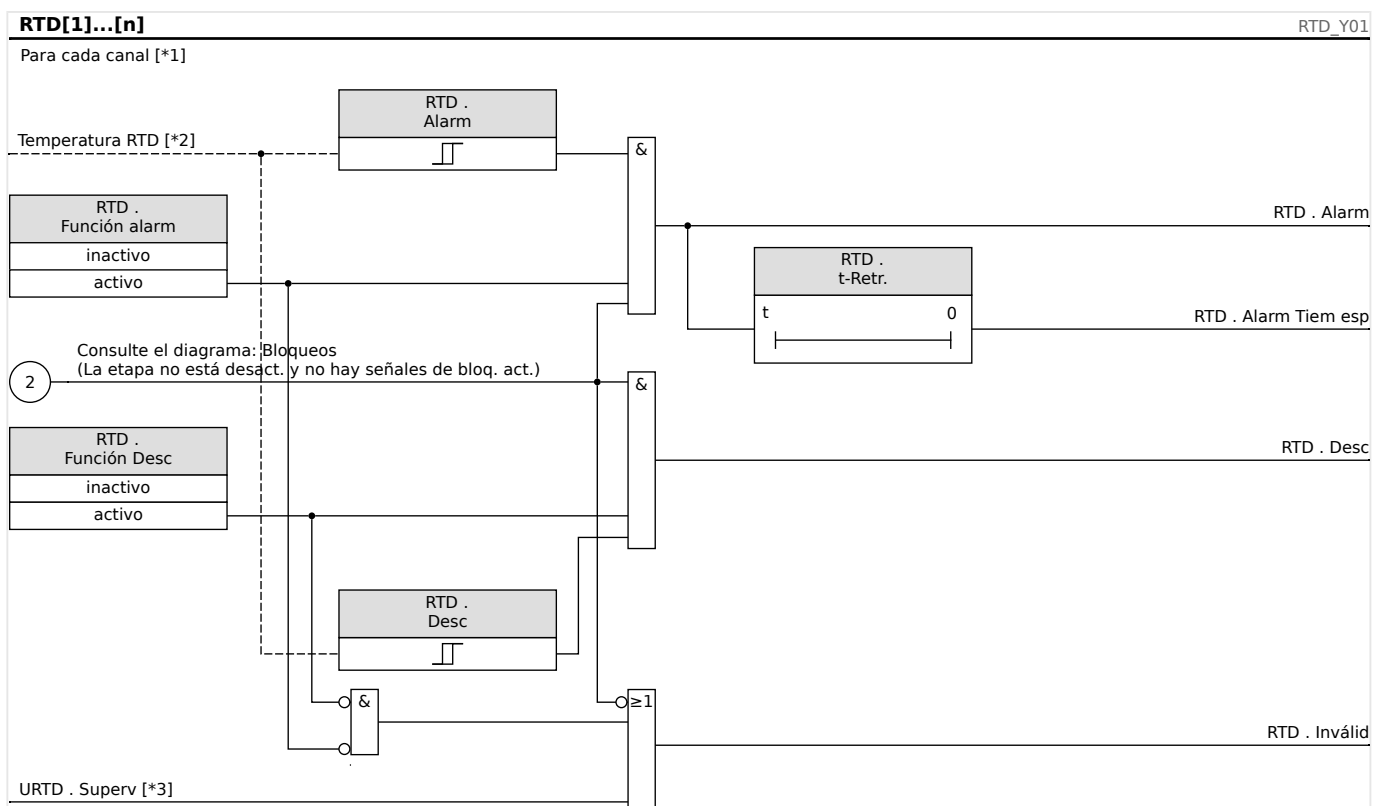 RTD[1]...[n]
RTD_Y01
Para cada canal [*1]
RTD .
Alarm
Temperatura RTD [*2]
&
RTD .
Función alarm
inactivo
activo
RTD . Alarm
RTD .
t-Retr.
t 0
RTD . Alarm Tiem esp
Consulte el diagrama: Bloqueos
(La etapa no está desact. y no hay señales de bloq. act.)
2
&
RTD .
Función Desc
inactivo
activo
RTD . Desc
RTD .
Desc
&
≥1
RTD . Inválid
URTD . Superv [*3]